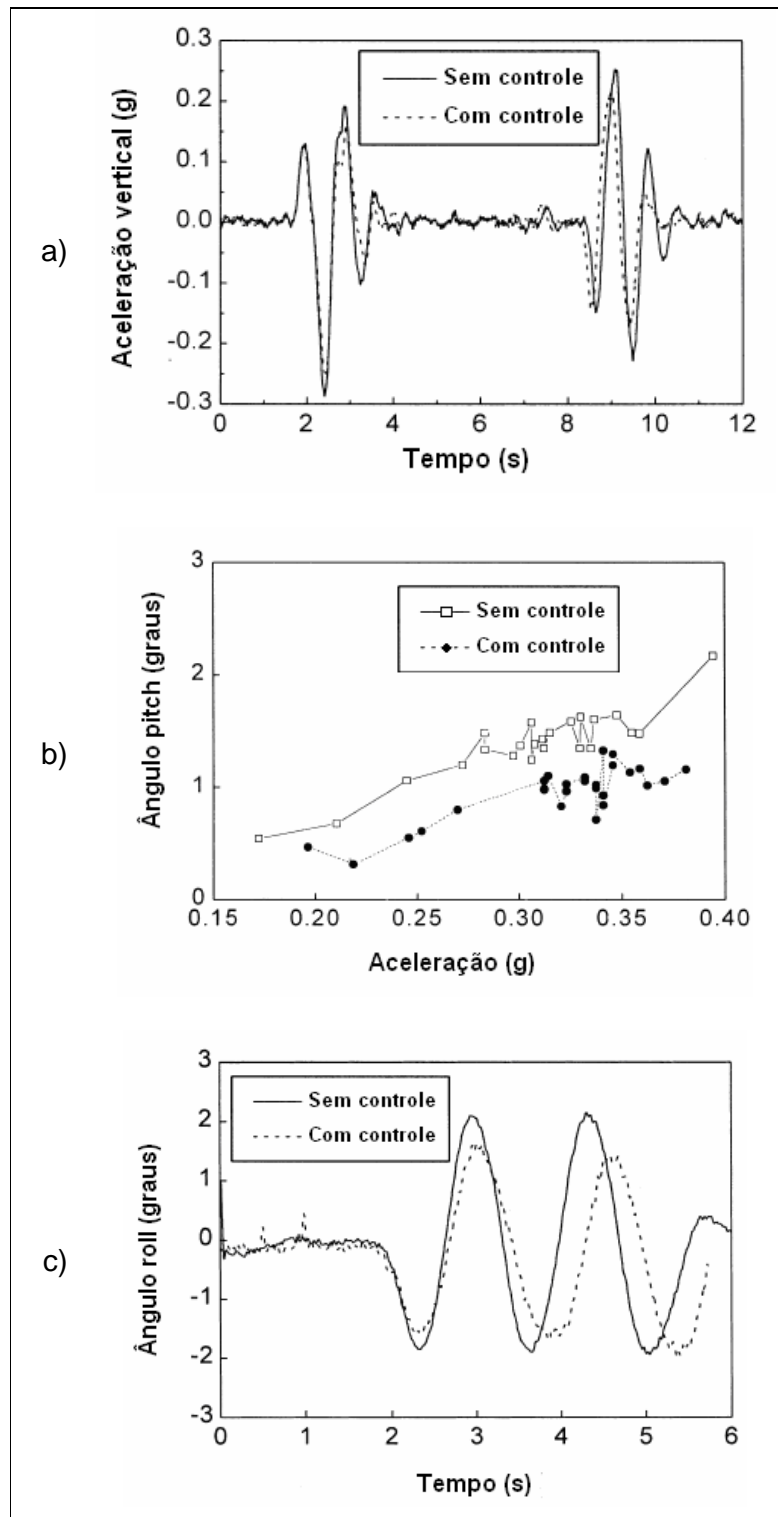 a)
Aceleração vertical (g)
0.3
0.2
0.1
0.0
-0.1
-0.2
-0.3
Sem controle
Com controle
0 2 4 6 8 10 12
Tempo (s)
b)
Ângulo pitch (graus)
3
2
1
0
Sem controle
Com controle
0.15 0.20 0.25 0.30 0.35 0.40
Aceleração (g)
c)
Ângulo roll (graus)
3
2
1
0
-1
-2
-3
Sem controle
Com controle
0 1 2 3 4 5 6
Tempo (s)